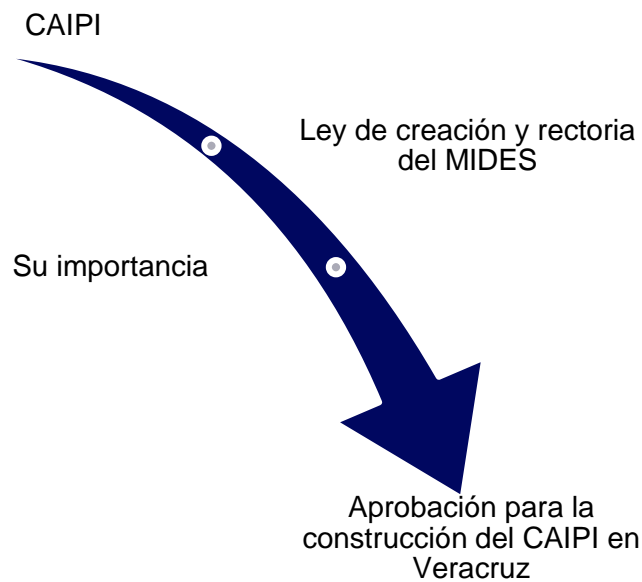 CAIPI
Ley de creación y rectoria
del MIDES
Su importancia
Aprobación para la
construcción del CAIPI en
Veracruz